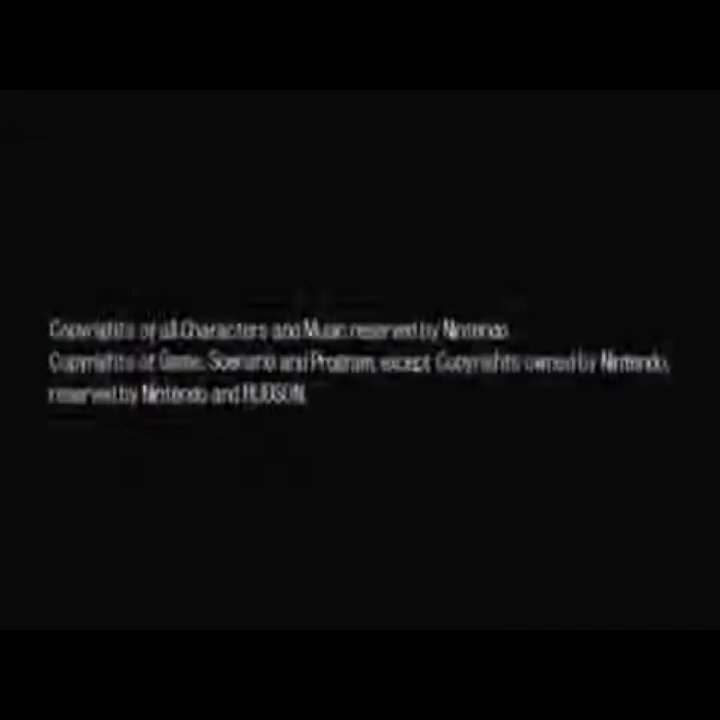 Copyrights of all Characters and Music reserved by Nintendo
Copyrights of Game, Scenario and Program, except Copyrights owned by Nintendo,
reserved by Nintendo and HUDSON.